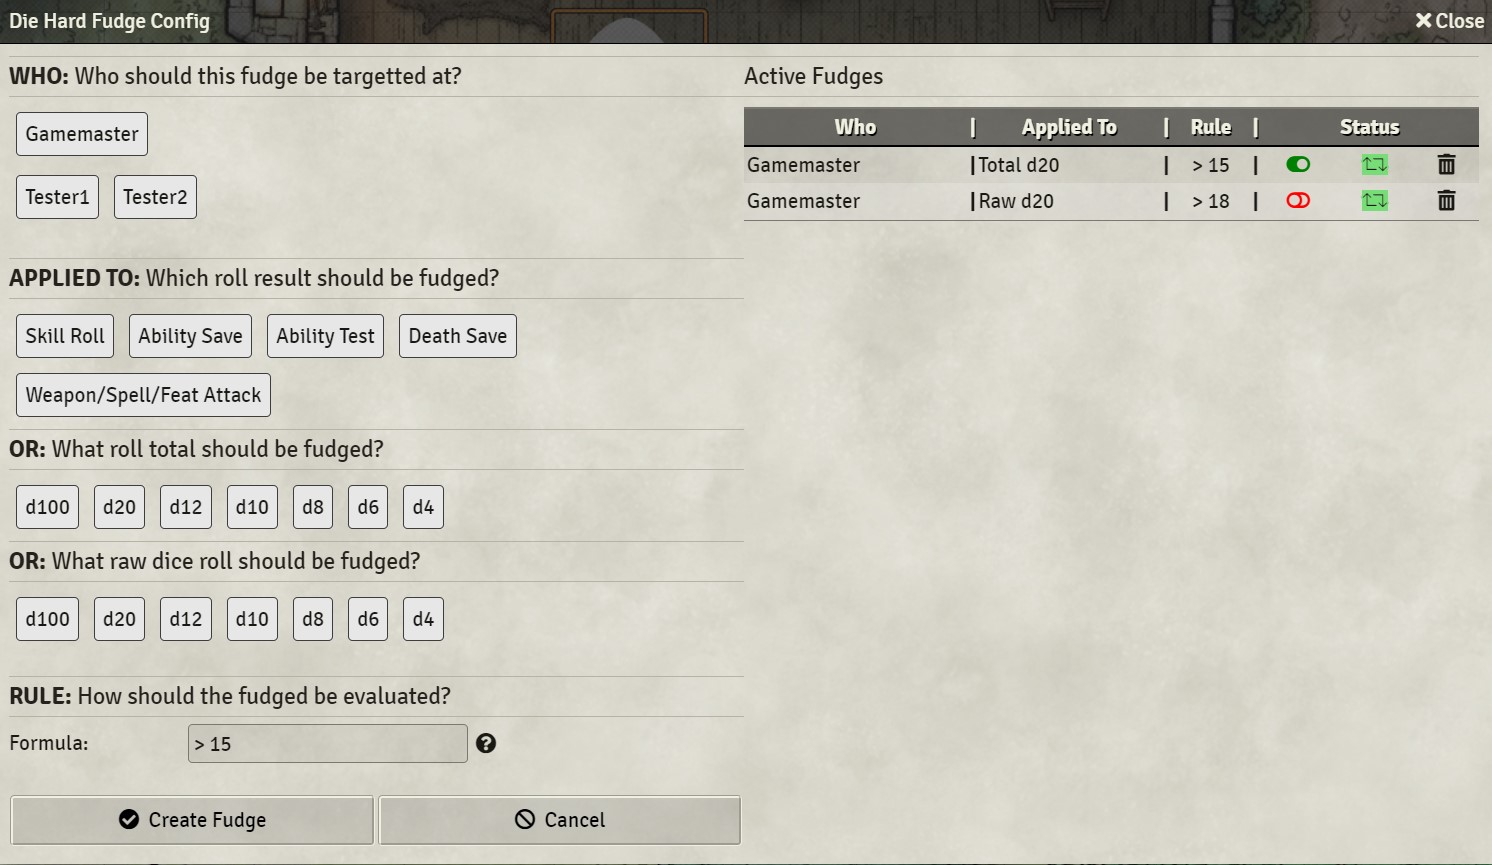 Die Hard Fudge Config
Close
WHO: Who should this fudge be targetted at?
Gamemaster
Tester1 Tester2
APPLIED TO: Which roll result should be fudged?
Skill Roll Ability Save Ability Test Death Save
Weapon/Spell/Feat Attack
OR: What roll total should be fudged?
d100 d20 d12 d10 d8 d6 d4
OR: What raw dice roll should be fudged?
d100 d20 d12 d10 d8 d6 d4
RULE: How should the fudged be evaluated?
Formula: > 15
Create Fudge Cancel
Active Fudges
Who | Applied To | Rule | Status
Gamemaster | Total d20 | > 15 |
Gamemaster | Raw d20 | > 18 |